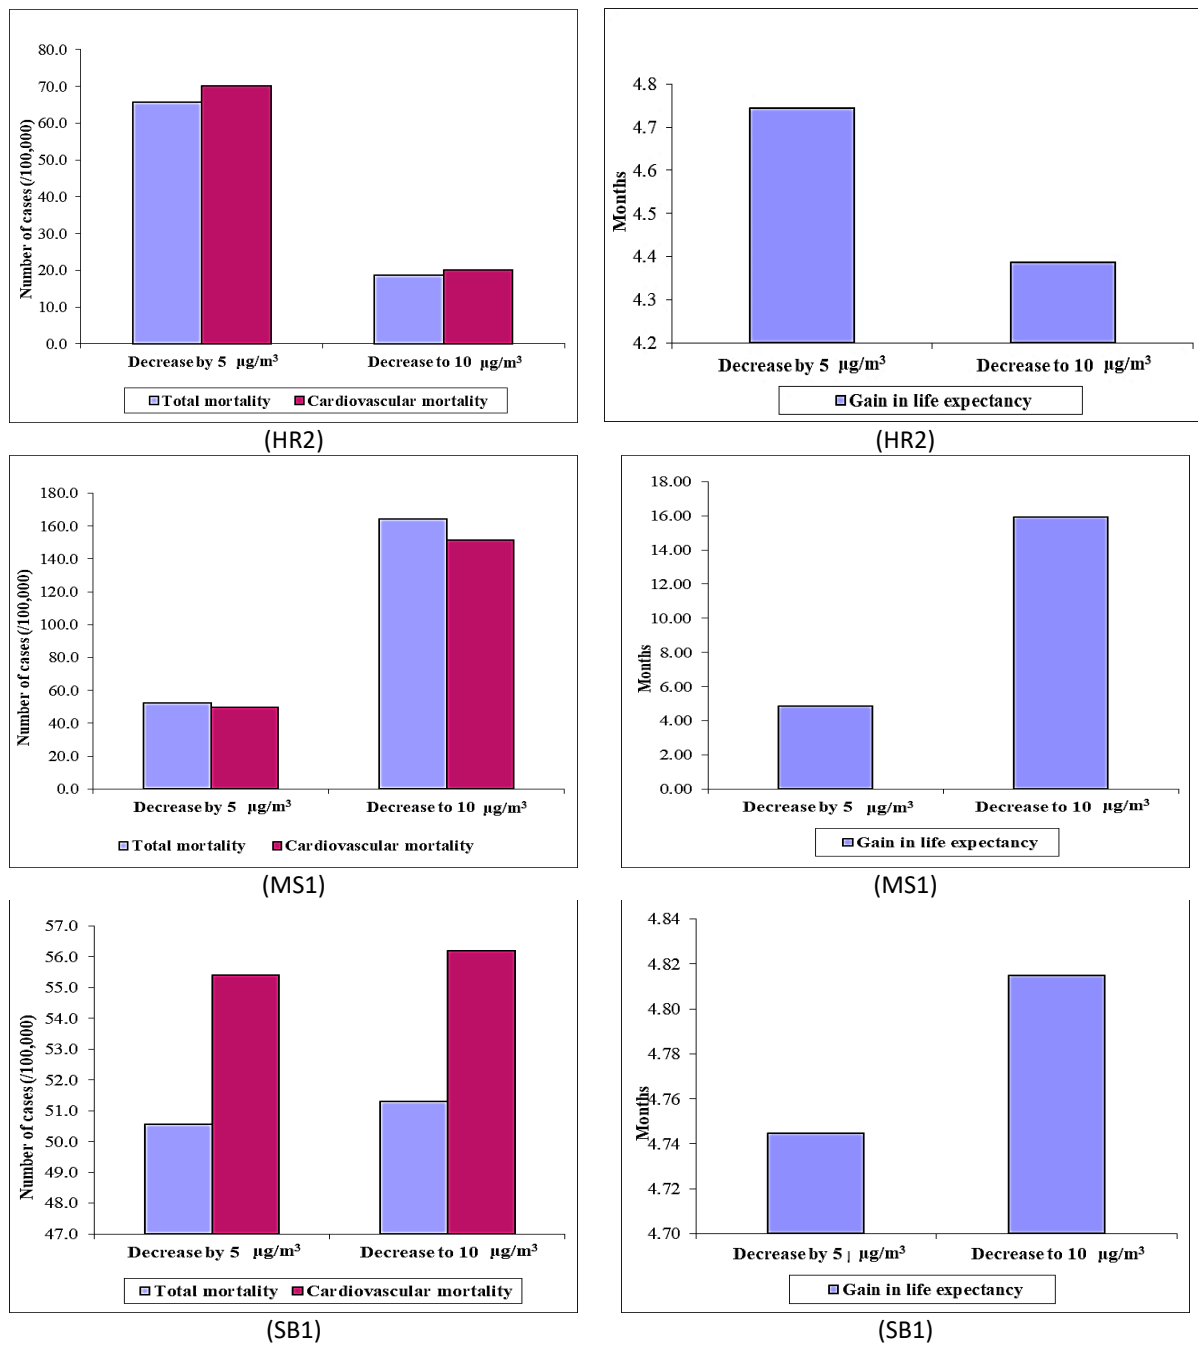 80.0
70.0
60.0
50.0
40.0
30.0
20.0
10.0
0.0
Number of cases (/100,000)
Decrease by 5 µg/m³
Decrease to 10 µg/m³
Total mortality Cardiovascular mortality
(HR2)
4.8
4.7
4.6
4.5
4.4
4.3
4.2
Months
Decrease by 5 µg/m³
Decrease to 10 µg/m³
Gain in life expectancy
(HR2)
180.0
160.0
140.0
120.0
100.0
80.0
60.0
40.0
20.0
0.0
Number of cases (/100,000)
Decrease by 5 µg/m³
Decrease to 10 µg/m³
Total mortality Cardiovascular mortality
(MS1)
18.00
16.00
14.00
12.00
10.00
8.00
6.00
4.00
2.00
0.00
Months
Decrease by 5 µg/m³
Decrease to 10 µg/m³
Gain in life expectancy
(MS1)
57.0
56.0
55.0
54.0
53.0
52.0
51.0
50.0
49.0
48.0
47.0
Number of cases (/100,000)
Decrease by 5 µg/m³
Decrease to 10 µg/m³
Total mortality Cardiovascular mortality
(SB1)
4.84
4.82
4.80
4.78
4.76
4.74
4.72
4.70
Months
Decrease by 5 µg/m³
Decrease to 10 µg/m³
Gain in life expectancy
(SB1)